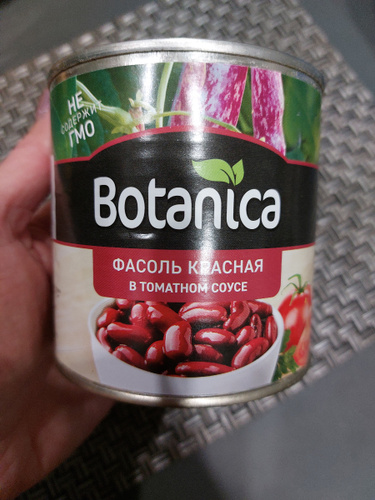 НЕ
СОДЕРЖИТ
ГМО
Botanica
ФАСОЛЬ КРАСНАЯ
В ТОМАТНОМ СОУСЕ